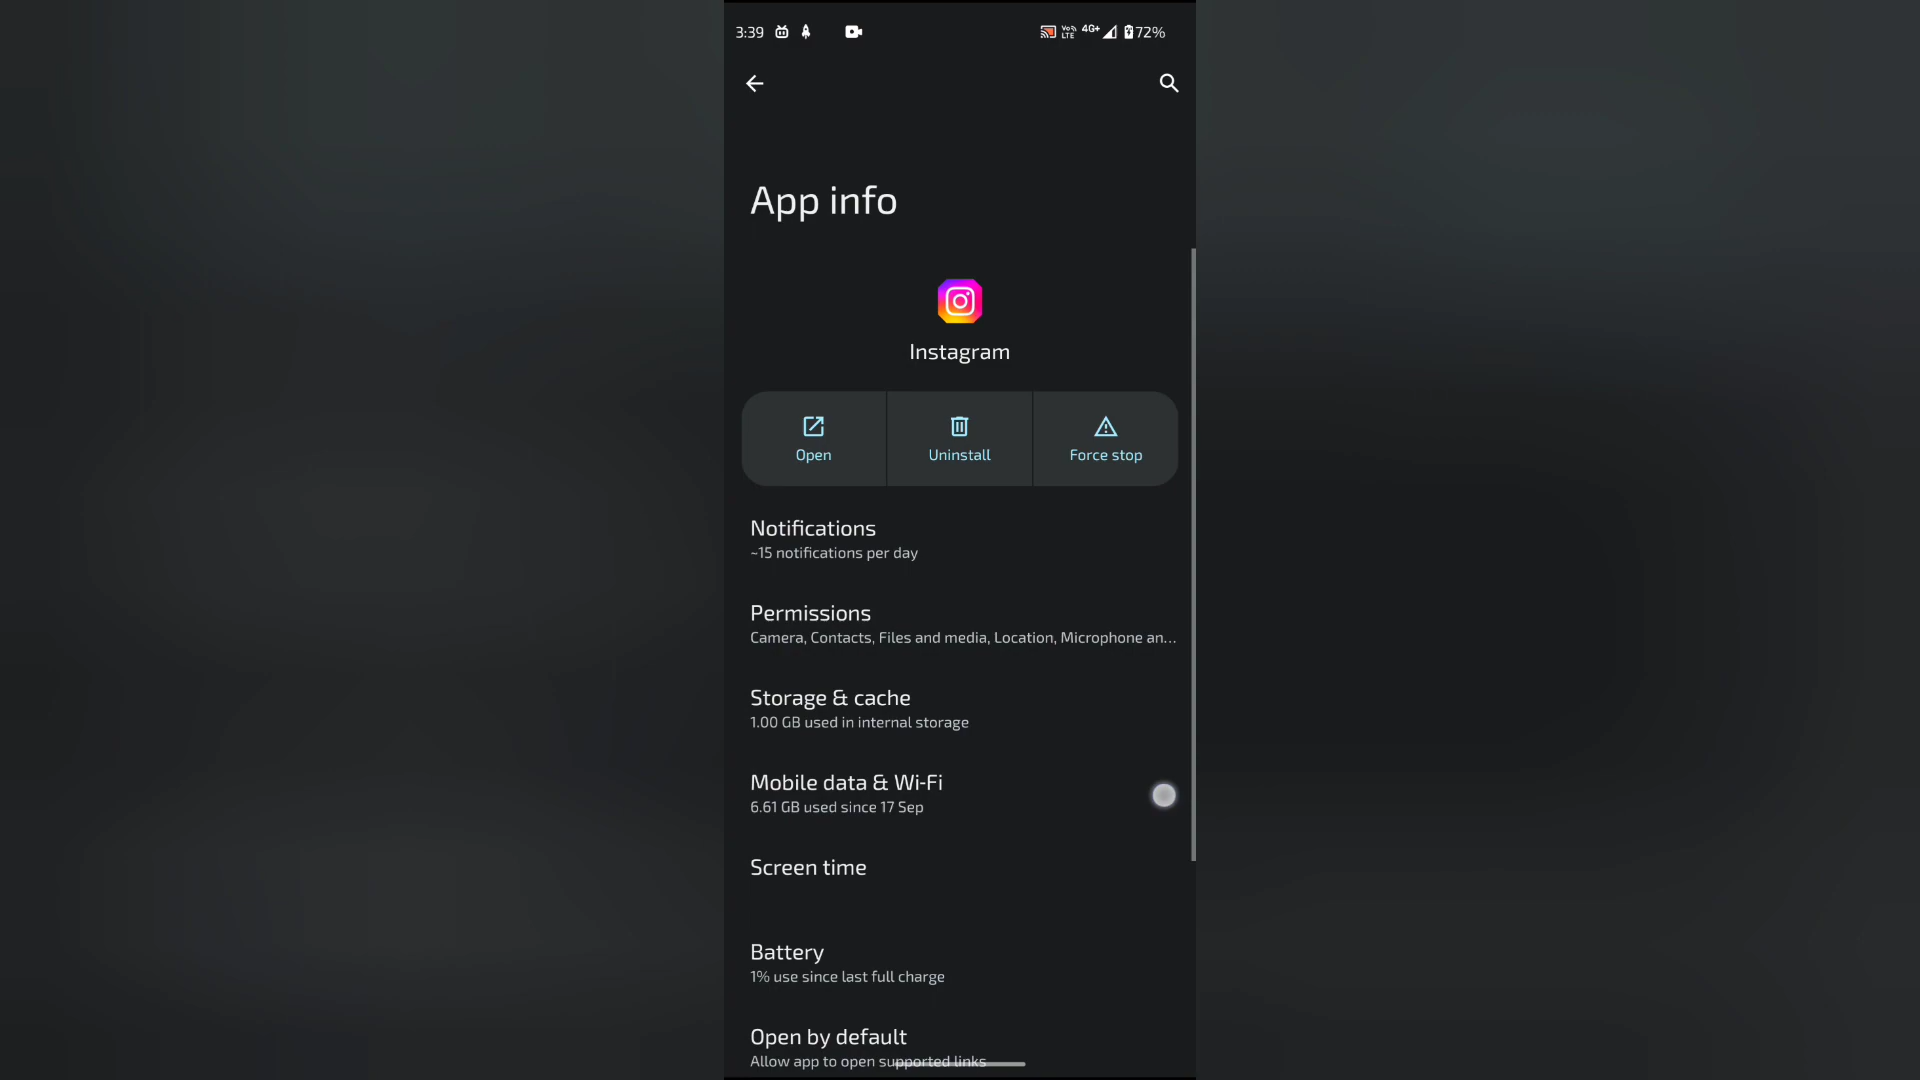 3:39
VoLTE 4G+ 72%
App info
Instagram
Open
Uninstall
Force stop
Notifications
~15 notifications per day
Permissions
Camera, Contacts, Files and media, Location, Microphone an...
Storage & cache
1.00 GB used in internal storage
Mobile data & Wi-Fi
6.61 GB used since 17 Sep
Screen time
Battery
1% use since last full charge
Open by default
Allow app to open supported links